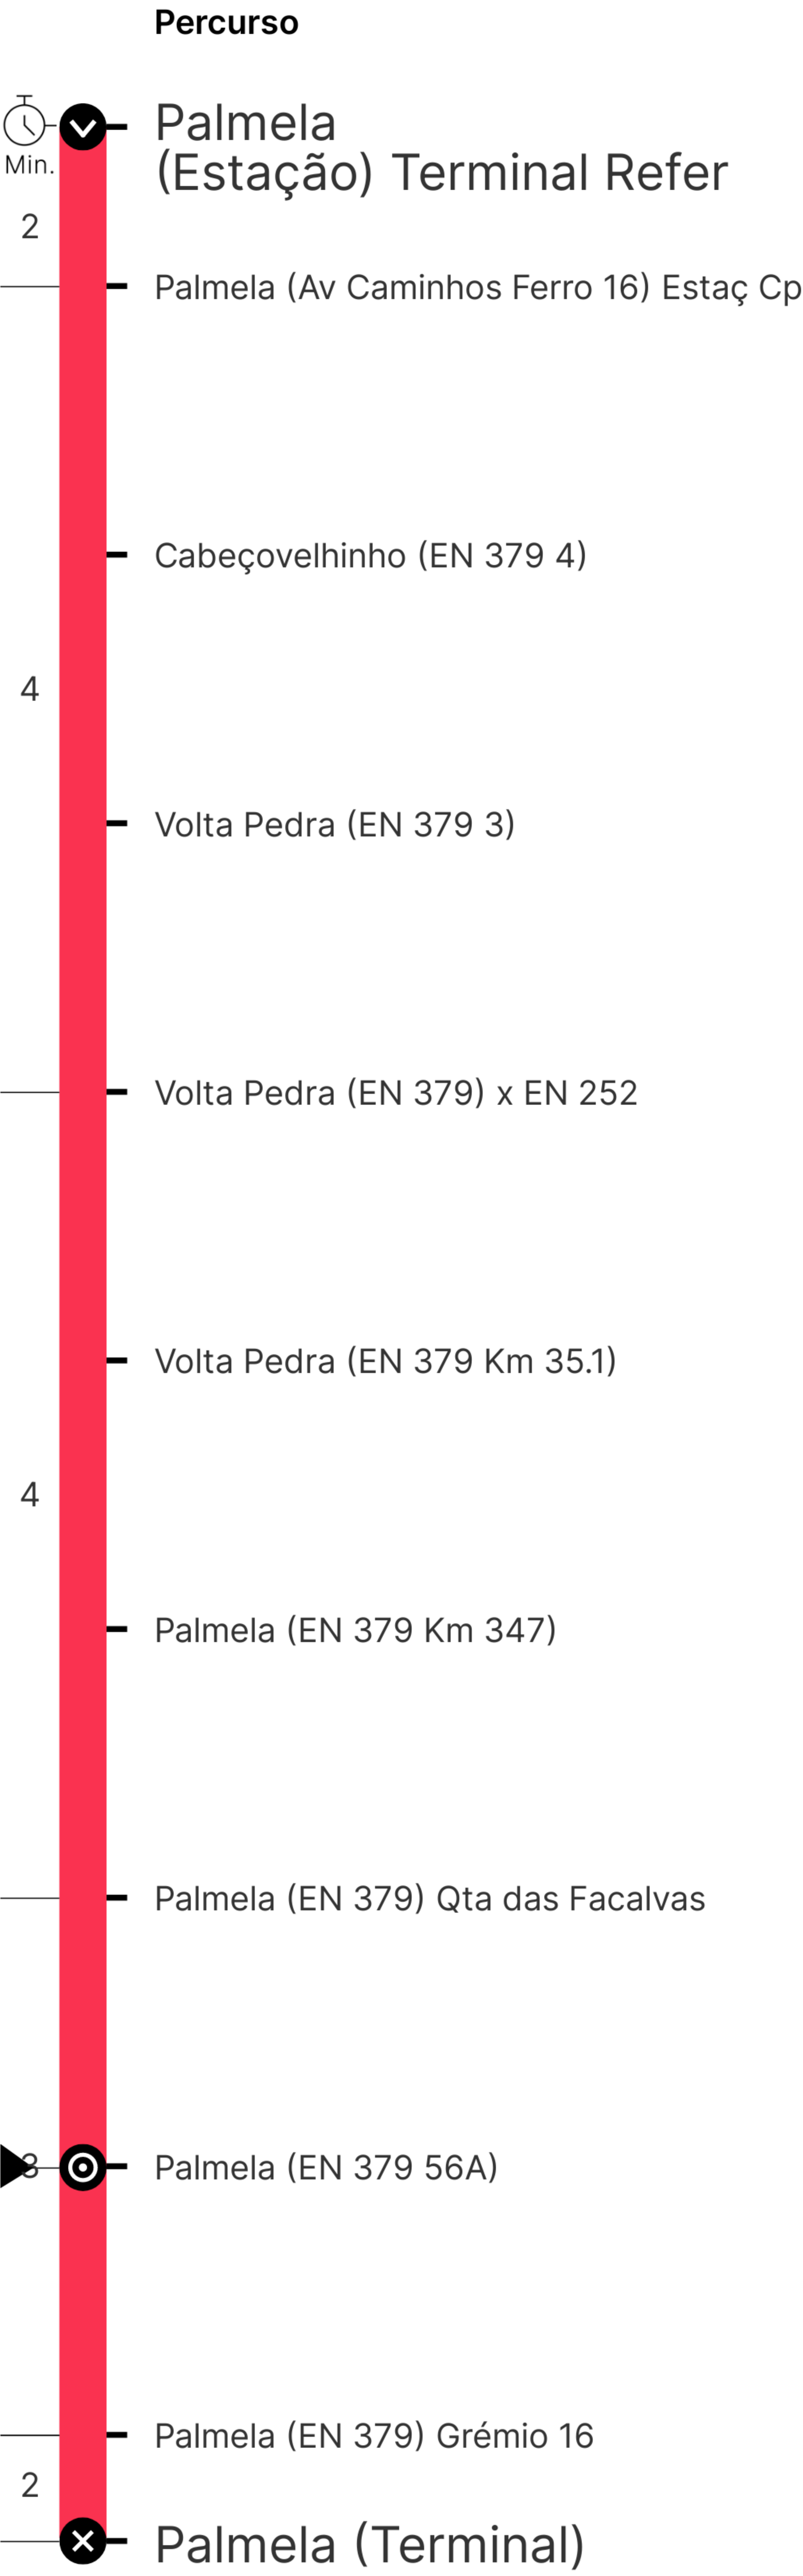 Percurso
Palmela
(Estação) Terminal Refer
Min.
2
Palmela (Av Caminhos Ferro 16) Estaç Cp
Cabeçovelhinho (EN 379 4)
4
Volta Pedra (EN 379 3)
Volta Pedra (EN 379) x EN 252
Volta Pedra (EN 379 Km 35.1)
4
Palmela (EN 379 Km 347)
Palmela (EN 379) Qta das Facalvas
3
Palmela (EN 379 56A)
Palmela (EN 379) Grémio 16
2
Palmela (Terminal)